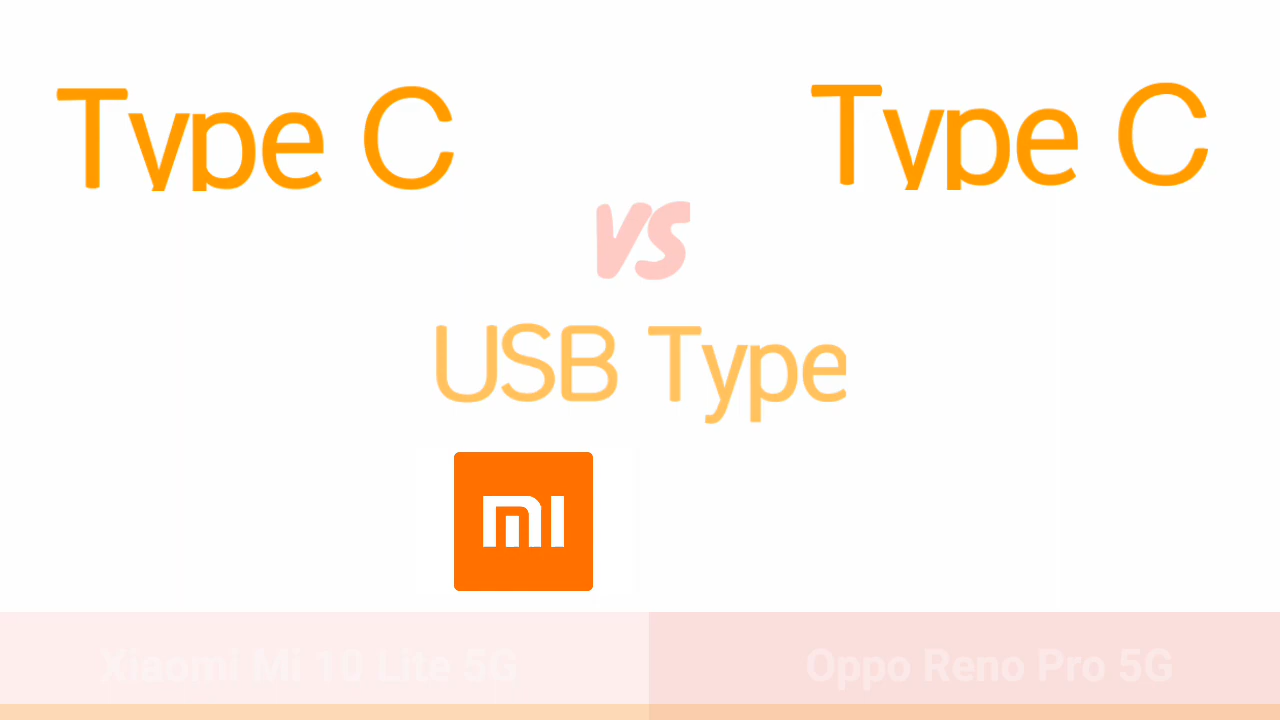 Type C
Type C
VS
USB Type
mi
Xiaomi Mi 10 Lite 5G
Oppo Reno Pro 5G